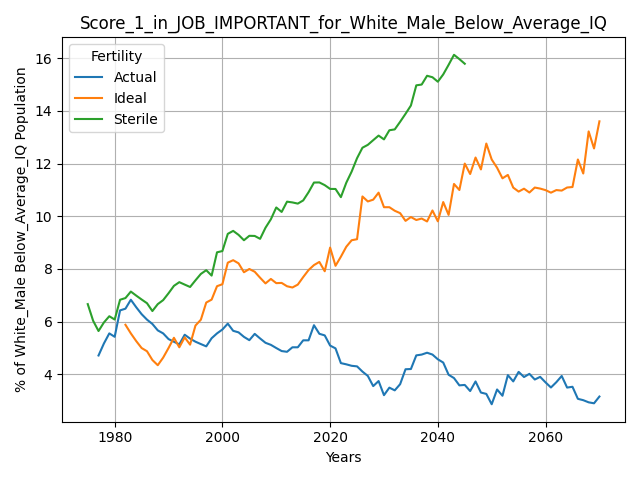 Score_1_in_JOB_IMPORTANT_for_White_Male_Below_Average_IQ
Fertility
Actual
Ideal
Sterile
% of White_Male Below_Average_IQ Population
16
14
12
10
8
6
4
1980
2000
2020
2040
2060
Years